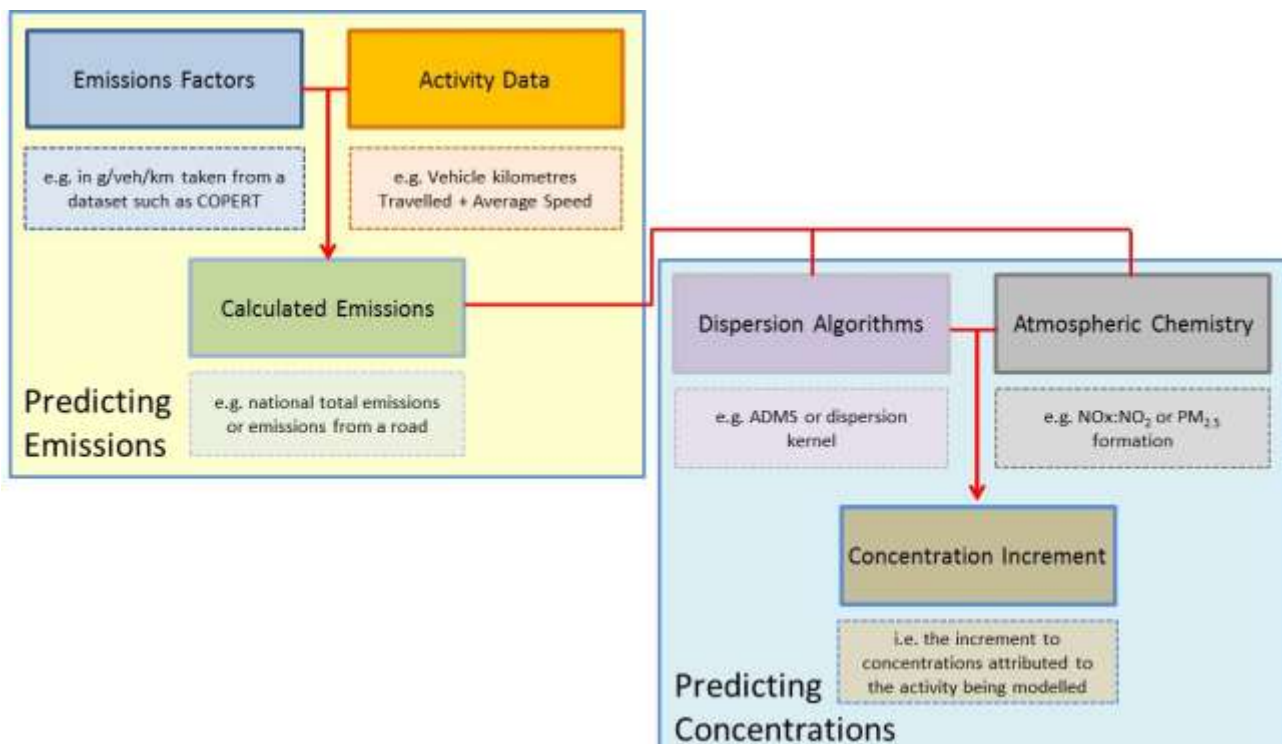 Emissions Factors
Activity Data
e.g. in g/veh/km taken from a
dataset such as COPERT
e.g. Vehicle kilometres
Travelled + Average Speed
Calculated Emissions
e.g. national total emissions
or emissions from a road
Predicting
Emissions
Dispersion Algorithms
Atmospheric Chemistry
e.g. ADMS or dispersion
kernel
e.g. NOx:NO₂ or PM₂.₅
formation
Concentration Increment
i.e. the increment to
concentrations attributed to
the activity being modelled
Predicting
Concentrations